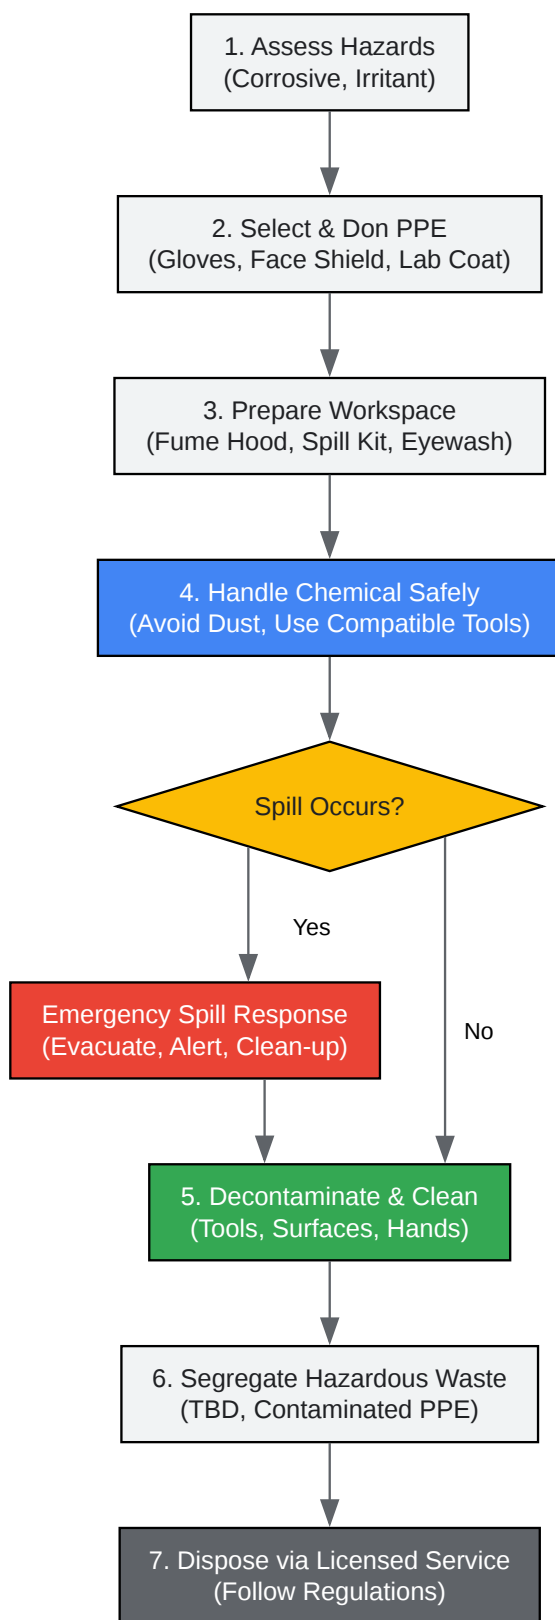 1. Assess Hazards
(Corrosive, Irritant)
2. Select & Don PPE
(Gloves, Face Shield, Lab Coat)
3. Prepare Workspace
(Fume Hood, Spill Kit, Eyewash)
4. Handle Chemical Safely
(Avoid Dust, Use Compatible Tools)
Spill Occurs?
Yes
Emergency Spill Response
(Evacuate, Alert, Clean-up)
No
5. Decontaminate & Clean
(Tools, Surfaces, Hands)
6. Segregate Hazardous Waste
(TBD, Contaminated PPE)
7. Dispose via Licensed Service
(Follow Regulations)